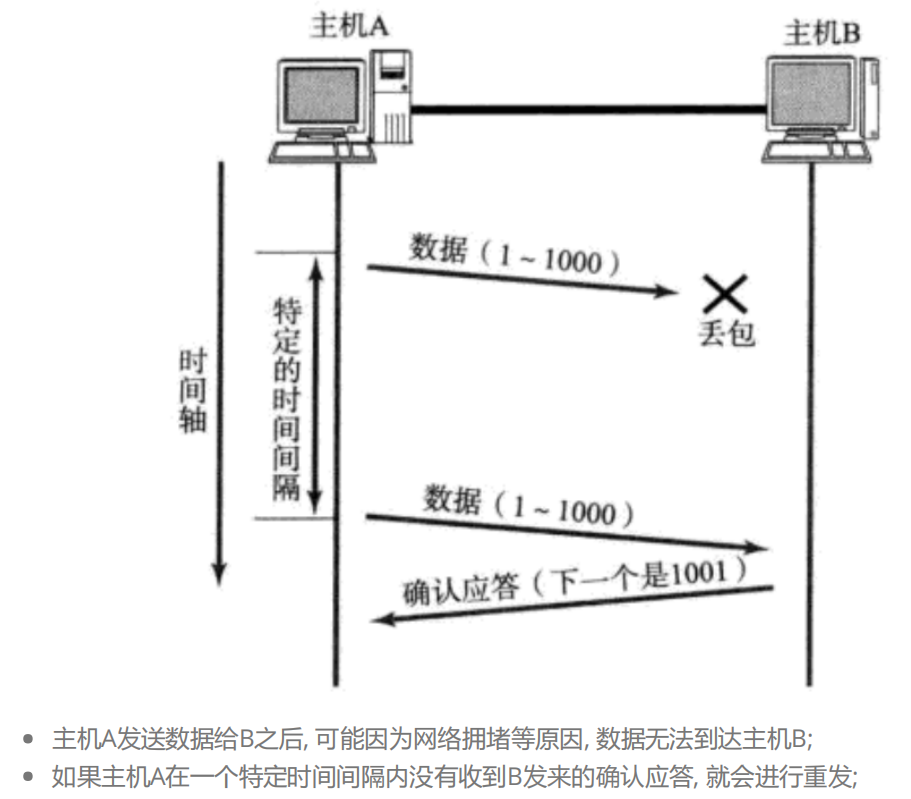 主机A
主机B
数据（1～1000）
丢包
特定的时间间隔
时间轴
数据（1～1000）
确认应答（下一个是1001）
主机A发送数据给B之后, 可能因为网络拥堵等原因, 数据无法到达主机B;
如果主机A在一个特定时间间隔内没有收到B发来的确认应答, 就会进行重发;